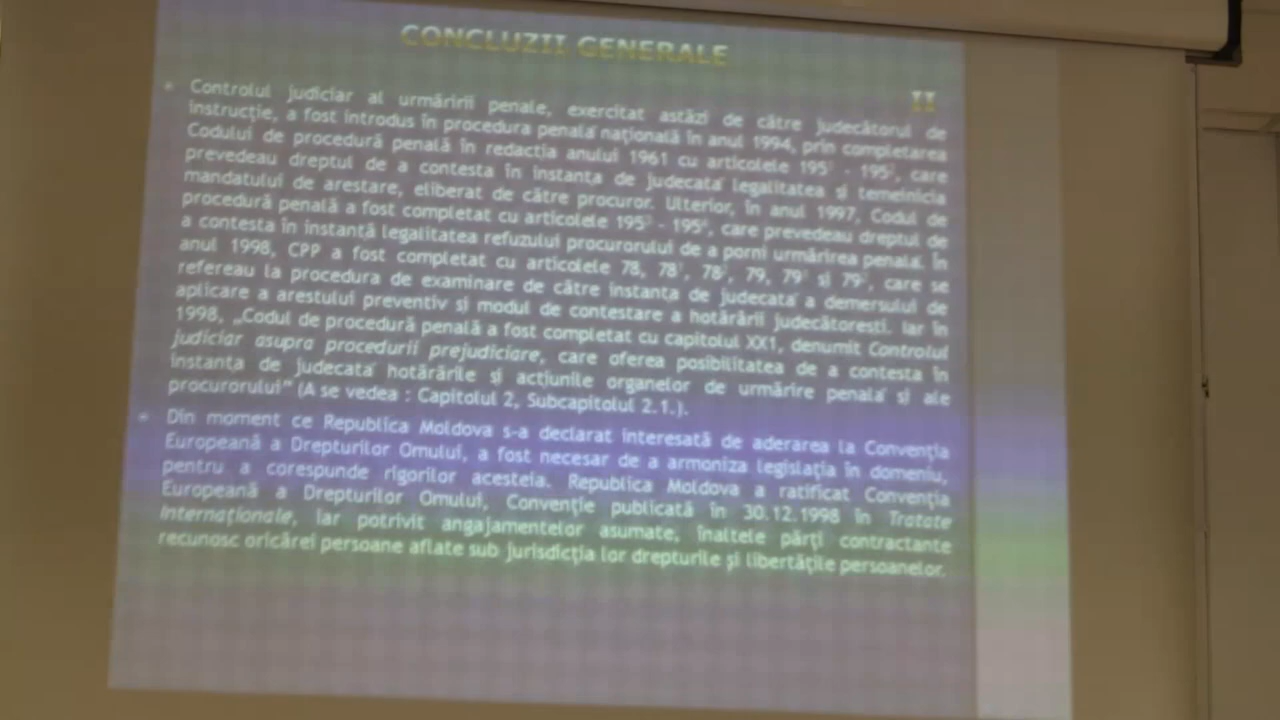 CONCLUZII GENERALE
II
• Controlul judiciar al urmăririi penale, exercitat astăzi de către judecătorul de
instrucție, a fost introdus în procedura penală națională în anul 1994, prin completarea
Codului de procedură penală în redactia anului 1961 cu articolele 195 - 195, care
prevedeau dreptul de a contesta în instanța de judecată legalitatea și temeinicia
mandatului de arestare, eliberat de către procuror. Ulterior, în anul 1997, Codul de
procedură penală a fost completat cu articolele 195 - 195, care prevedeau dreptul de
a contesta în instanță legalitatea refuzului procurorului de a porni urmărirea penală. În
anul 1998, CPP a fost completat cu articolele 78, 78, 78, 79, 79 și 79, care se
refereau la procedura de examinare de către instanța de judecată a demersului de
aplicare a arestului preventiv și modul de contestare a hotărârii judecătorești. Iar în
1998, „Codul de procedură penală a fost completat cu capitolul XX1, denumit Controlul
judiciar asupra procedurii prejudiciare, care oferea posibilitatea de a contesta în
instanța de judecată hotărârile și acțiunile organelor de urmărire penală și ale
procurorului" (A se vedea : Capitolul 2, Subcapitolul 2.1.).
• Din moment ce Republica Moldova s-a declarat interesată de aderarea la Convenția
Europeană a Drepturilor Omului, a fost necesar de a armoniza legislația în domeniu,
pentru a corespunde rigorilor acesteia. Republica Moldova a ratificat Convenția
Europeană a Drepturilor Omului, Convenție publicată în 30.12.1998 în Tratate
Internaționale, iar potrivit angajamentelor asumate, înaltele părți contractante
recunosc oricărei persoane aflate sub jurisdicția lor drepturile și libertățile persoanelor.